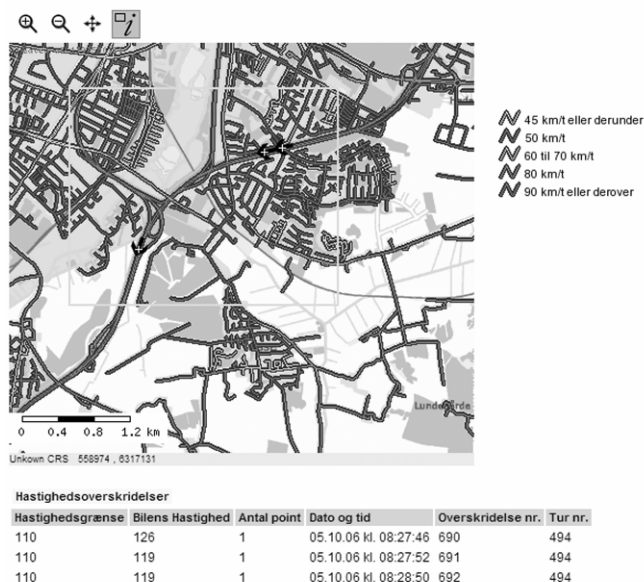 45 km/t eller derunder
50 km/t
60 til 70 km/t
80 km/t
90 km/t eller derover
0 0.4 0.8 1.2 km
Unkown CRS 558974 , 6317131
Hastighedsoverskridelser
Hastighedsgrænse Bilens Hastighed Antal point Dato og tid Overskridelse nr. Tur nr.
110 126 1 05.10.06 kl. 08:27:46 690 494
110 119 1 05.10.06 kl. 08:27:52 691 494
110 119 1 05.10.06 kl. 08:28:50 692 494